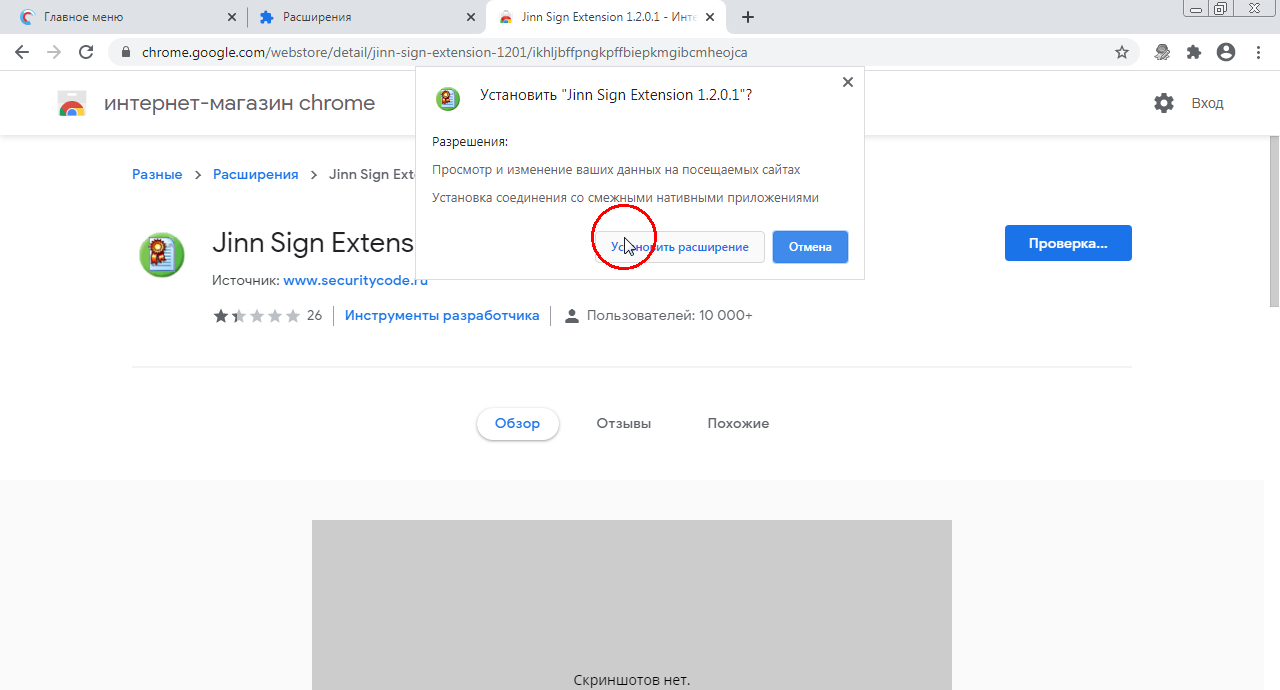 Главное меню
Расширения
Jinn Sign Extension 1.2.0.1 - Инте
chrome.google.com/webstore/detail/jinn-sign-extension-1201/ikhljbffpngkpffbiepkmgibcmheojca
интернет-магазин chrome
Вход
Установить "Jinn Sign Extension 1.2.0.1"?
Разрешения:
Просмотр и изменение ваших данных на посещаемых сайтах
Установка соединения со смежными нативными приложениями
Установить расширение
Отмена
Разные > Расширения > Jinn Sign Ext
Jinn Sign Extens
Проверка...
Источник: www.securitycode.ru
26
Инструменты разработчика
Пользователей: 10 000+
Обзор
Отзывы
Похожие
Скриншотов нет.